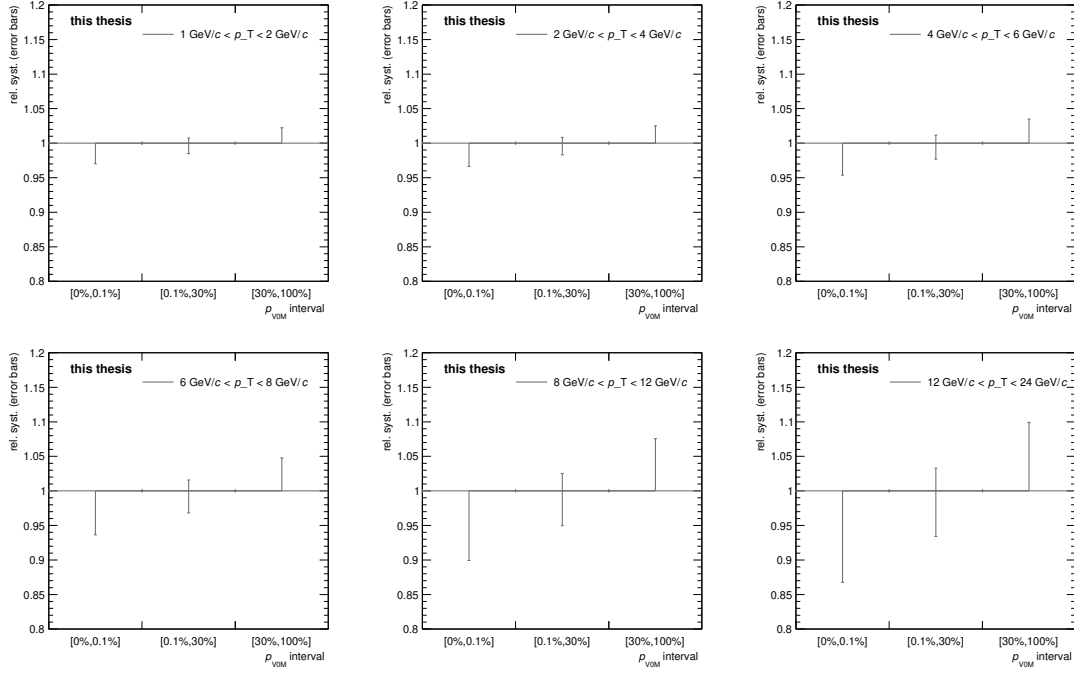 this thesis
1 GeV/c < p_T < 2 GeV/c
rel. syst. (error bars)
1.2
1.15
1.1
1.05
1
0.95
0.9
0.85
0.8
[0%,0.1%] [0.1%,30%] [30%,100%]
p_V0M interval
this thesis
2 GeV/c < p_T < 4 GeV/c
rel. syst. (error bars)
1.2
1.15
1.1
1.05
1
0.95
0.9
0.85
0.8
[0%,0.1%] [0.1%,30%] [30%,100%]
p_V0M interval
this thesis
4 GeV/c < p_T < 6 GeV/c
rel. syst. (error bars)
1.2
1.15
1.1
1.05
1
0.95
0.9
0.85
0.8
[0%,0.1%] [0.1%,30%] [30%,100%]
p_V0M interval
this thesis
6 GeV/c < p_T < 8 GeV/c
rel. syst. (error bars)
1.2
1.15
1.1
1.05
1
0.95
0.9
0.85
0.8
[0%,0.1%] [0.1%,30%] [30%,100%]
p_V0M interval
this thesis
8 GeV/c < p_T < 12 GeV/c
rel. syst. (error bars)
1.2
1.15
1.1
1.05
1
0.95
0.9
0.85
0.8
[0%,0.1%] [0.1%,30%] [30%,100%]
p_V0M interval
this thesis
12 GeV/c < p_T < 24 GeV/c
rel. syst. (error bars)
1.2
1.15
1.1
1.05
1
0.95
0.9
0.85
0.8
[0%,0.1%] [0.1%,30%] [30%,100%]
p_V0M interval